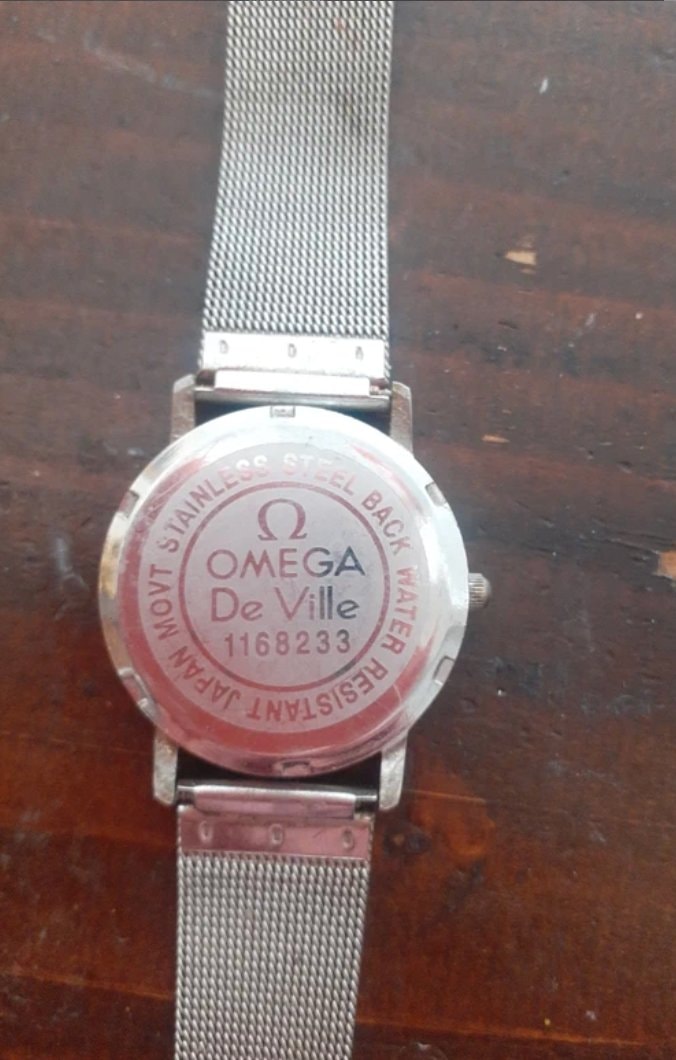 Ω
OMEGA
De Ville
1168233
STAINLESS STEEL BACK WATER RESISTANT JAPAN MOVT